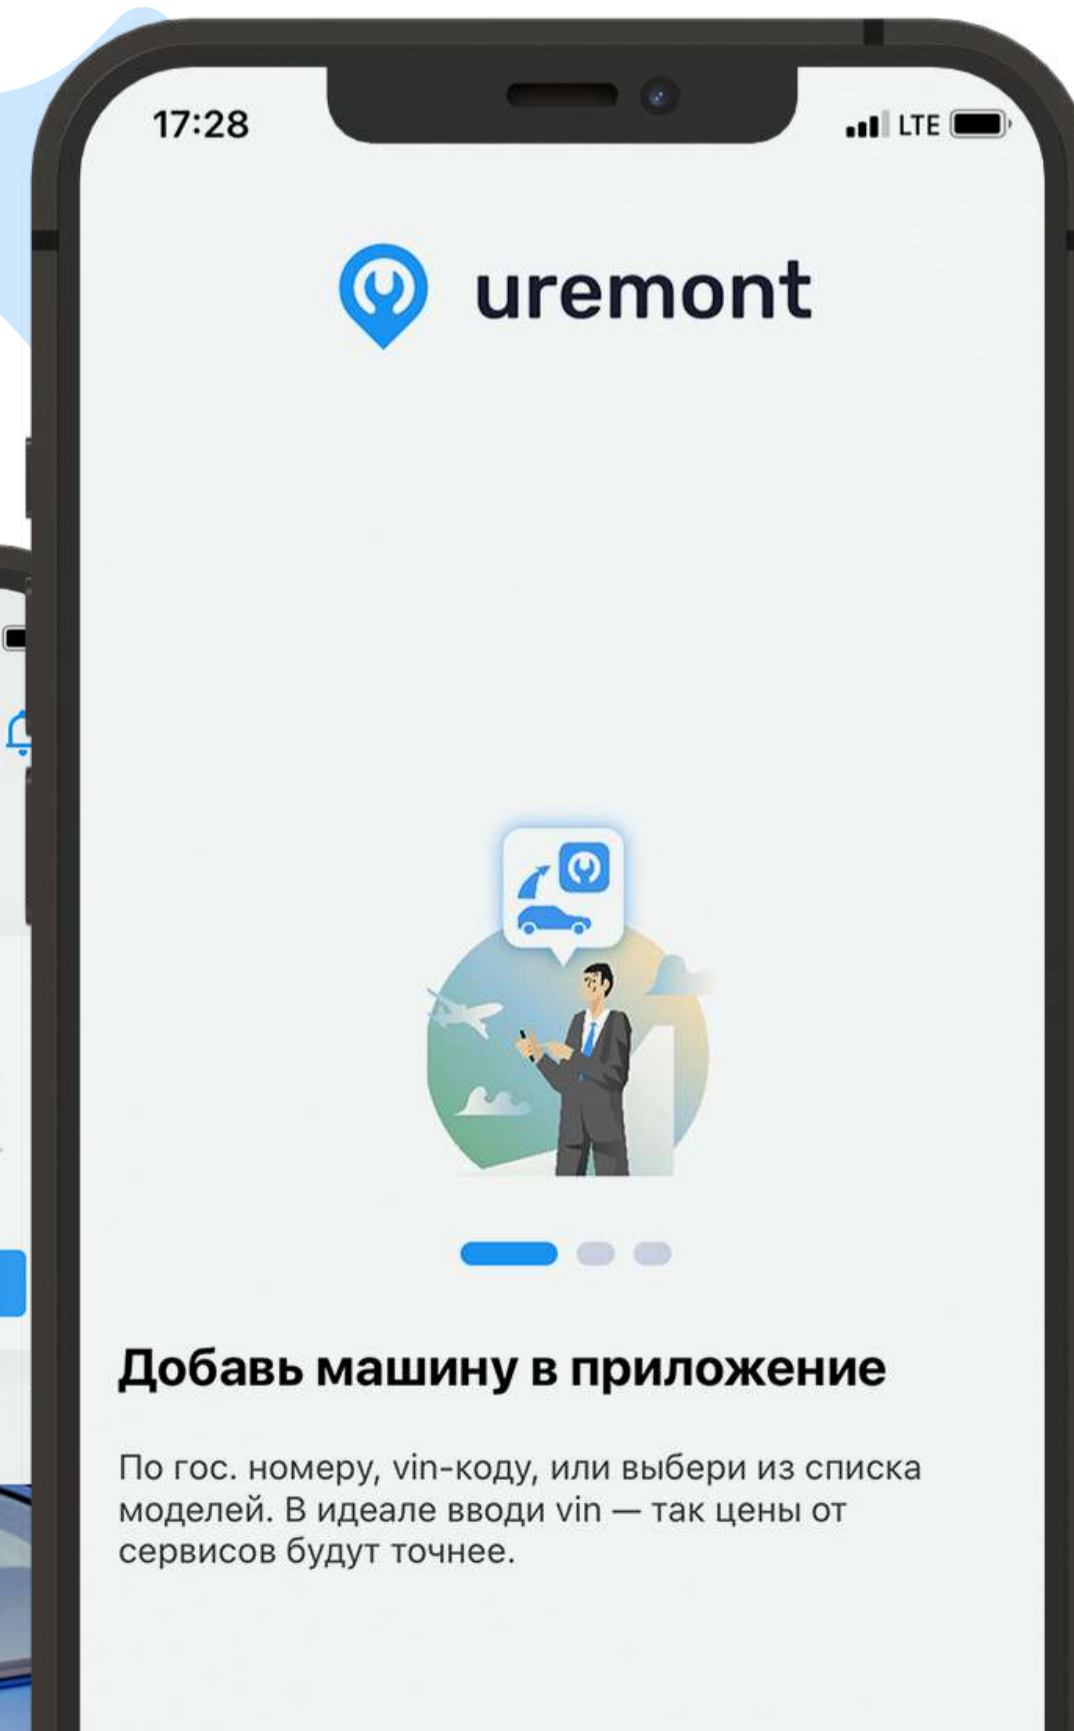 17:28
LTE
uremont
Добавь машину в приложение
По гос. номеру, vin-коду, или выбери из списка
моделей. В идеале вводи vin — так цены от
сервисов будут точнее.